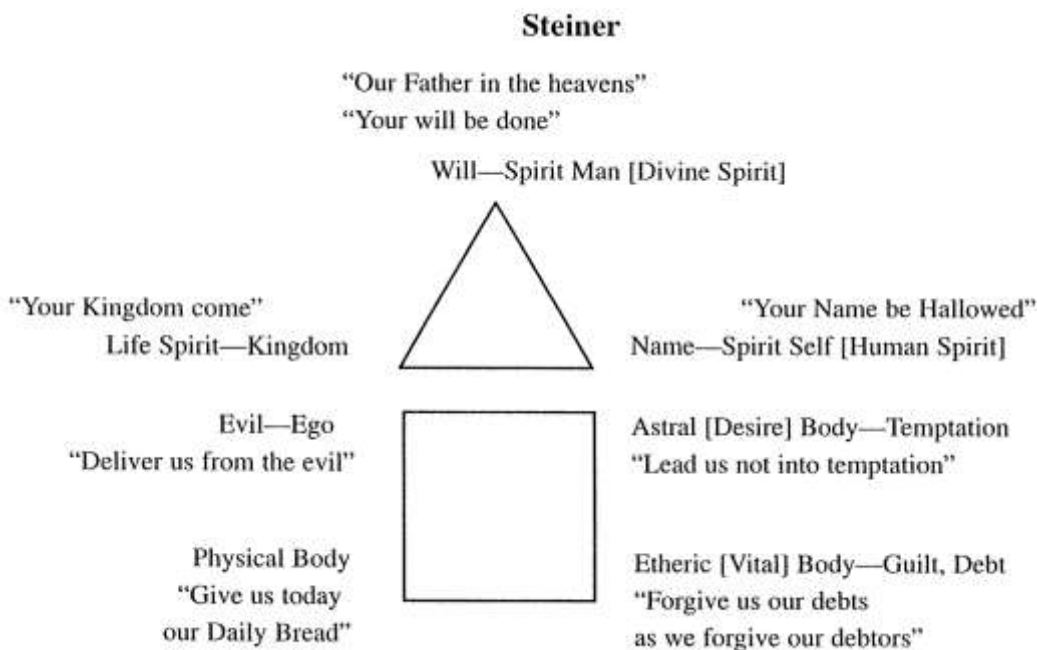 Steiner
“Our Father in the heavens”
“Your will be done”
Will—Spirit Man [Divine Spirit]
“Your Kingdom come”
Life Spirit—Kingdom
“Your Name be Hallowed”
Name—Spirit Self [Human Spirit]
Evil—Ego
“Deliver us from the evil”
Astral [Desire] Body—Temptation
“Lead us not into temptation”
Physical Body
“Give us today
our Daily Bread”
Etheric [Vital] Body—Guilt, Debt
“Forgive us our debts
as we forgive our debtors”